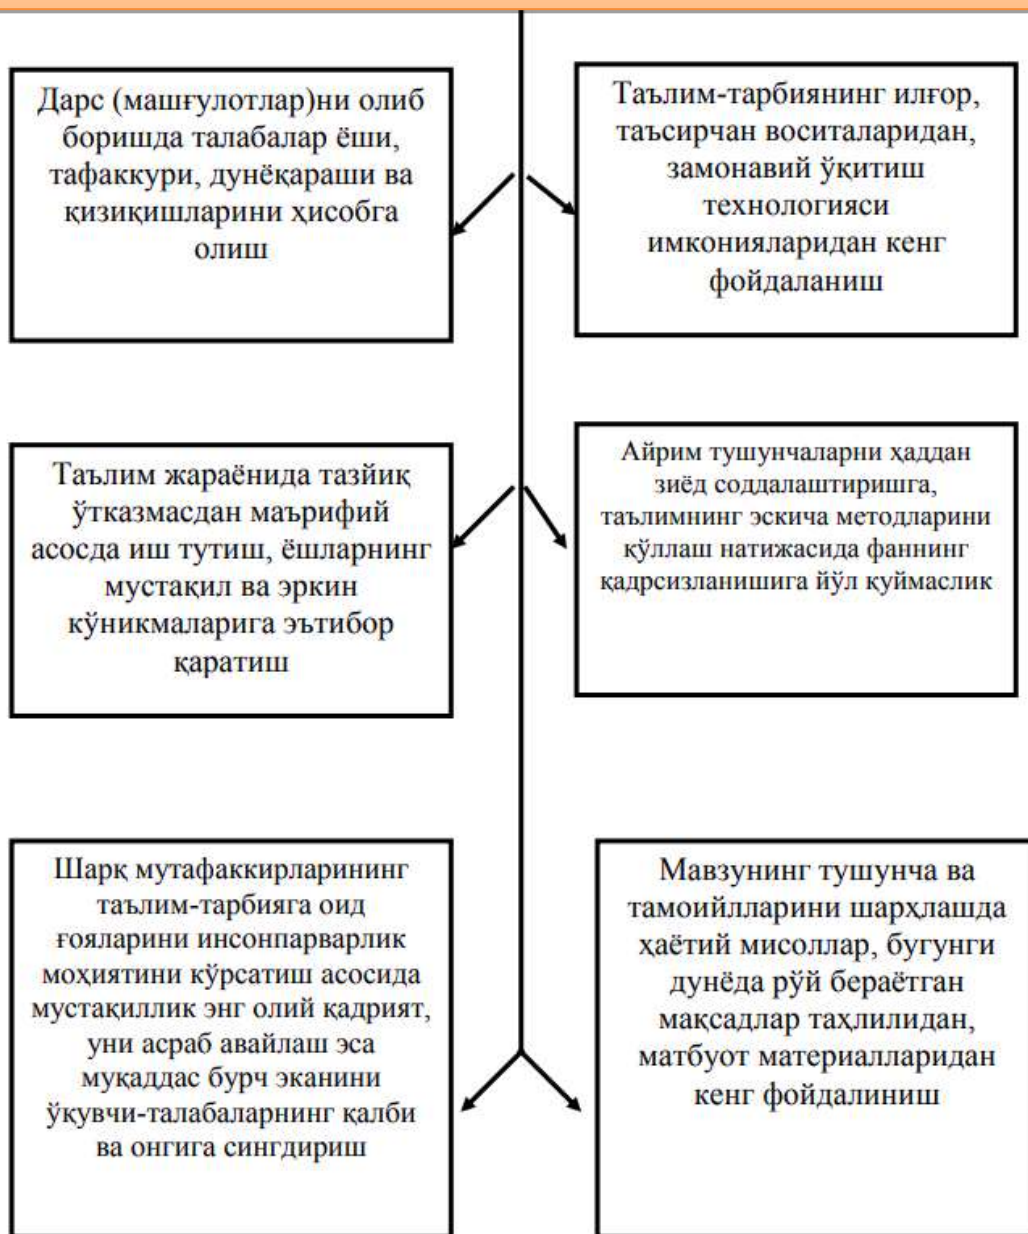 Дарс (машғулотлар)ни олиб
боришда талабалар ёши,
тафаккури, дунёқараши ва
қизиқишларини ҳисобга
олиш
Таълим-тарбиянинг илғор,
таъсирчан воситаларидан,
замонавий ўқитиш
технологияси
имконияларидан кенг
фойдаланиш
Таълим жараёнида тазйиқ
ўтказмасдан маърифий
асосда иш тутиш, ёшларнинг
мустақил ва эркин
кўникмаларига эътибор
қаратиш
Айрим тушунчаларни ҳаддан
зиёд соддалаштиришга,
таълимнинг эскича методларини
қўллаш натижасида фаннинг
қадрсизланишига йўл қуймаслик
Шарқ мутафаккирларининг
таълим-тарбияга оид
ғояларини инсонпарварлик
моҳиятини кўрсатиш асосида
мустақиллик энг олий қадрият,
уни асраб авайлаш эса
муқаддас бурч эканини
ўқувчи-талабаларнинг қалби
ва онгига сингдириш
Мавзунинг тушунча ва
тамоийлларини шарҳлашда
ҳаётий мисоллар, бугунги
дунёда рўй бераётган
мақсадлар таҳлилидан,
матбуот материалларидан
кенг фойдалиниш